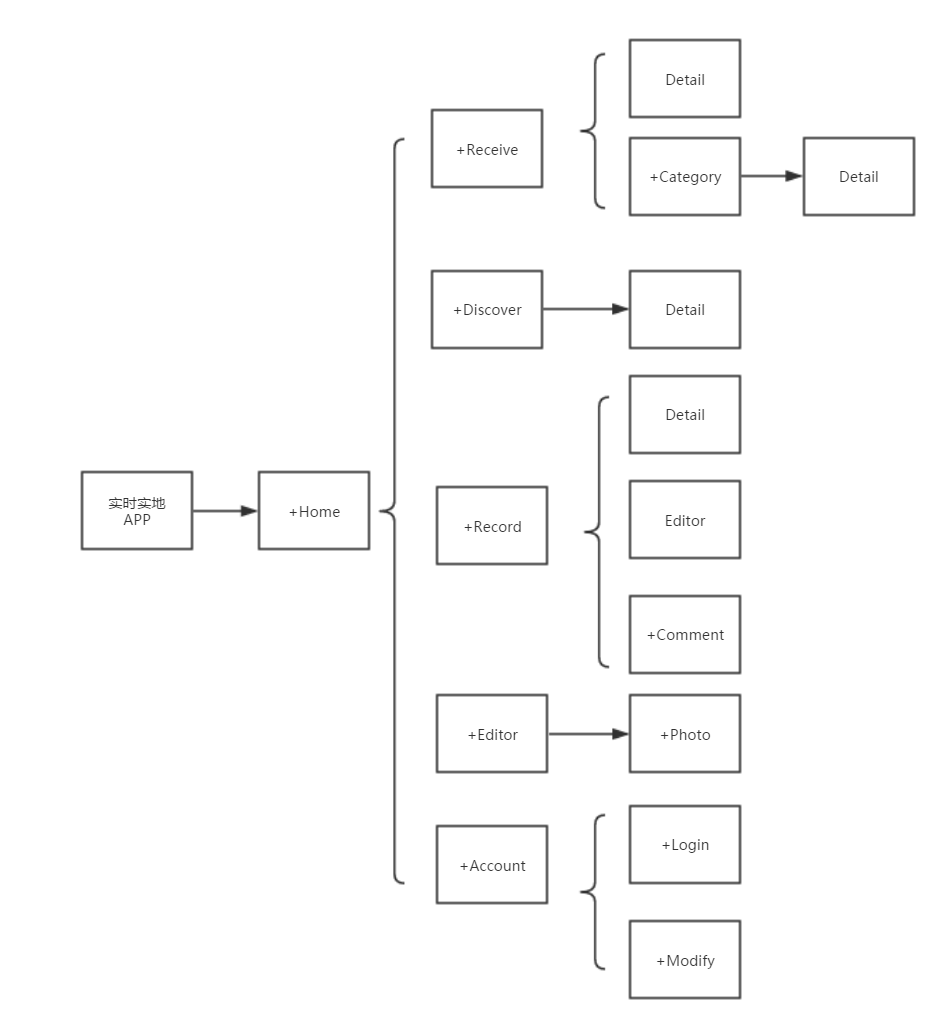 实时实地
APP
+Home
+Receive
Detail
+Category
Detail
+Discover
Detail
+Record
Detail
Editor
+Comment
+Editor
+Photo
+Account
+Login
+Modify